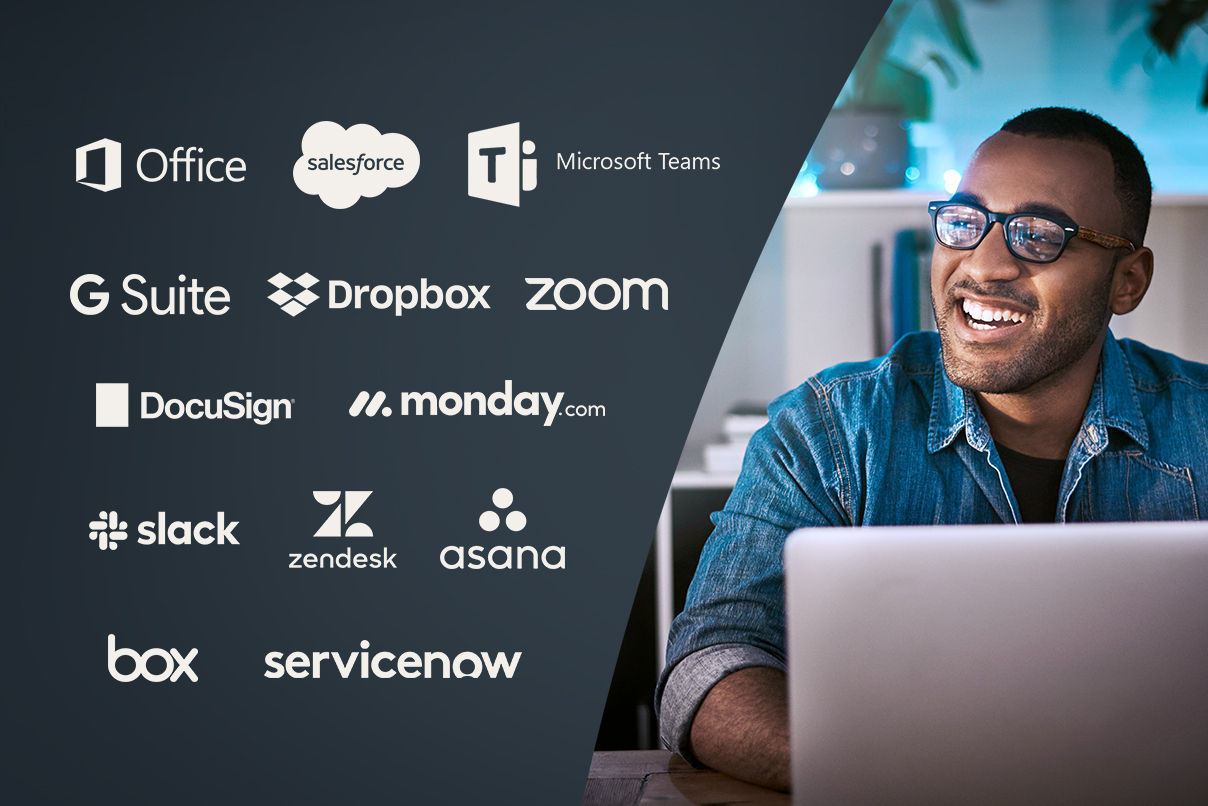 Office salesforce Microsoft Teams
G Suite Dropbox zoom
DocuSign® monday.com
slack zendesk asana
box servicenow